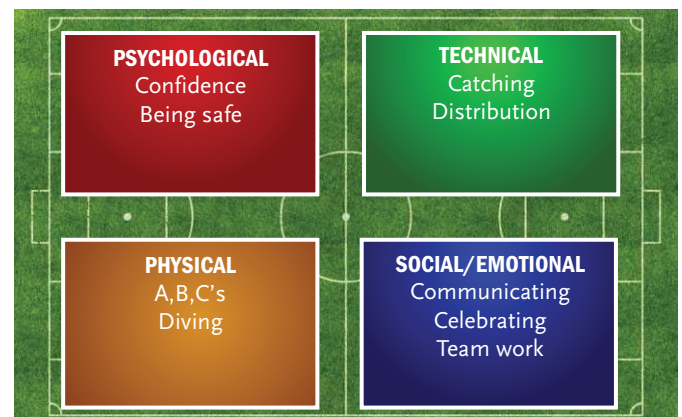 PSYCHOLOGICAL
Confidence
Being safe
TECHNICAL
Catching
Distribution
PHYSICAL
A,B,C's
Diving
SOCIAL/EMOTIONAL
Communicating
Celebrating
Team work